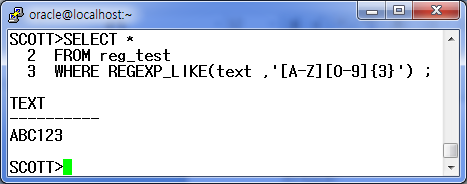 oracle@localhost:~
SCOTT>SELECT *
  2  FROM reg_test
  3  WHERE REGEXP_LIKE(text ,'[A-Z][0-9]{3}') ;
TEXT
----------
ABC123
SCOTT>